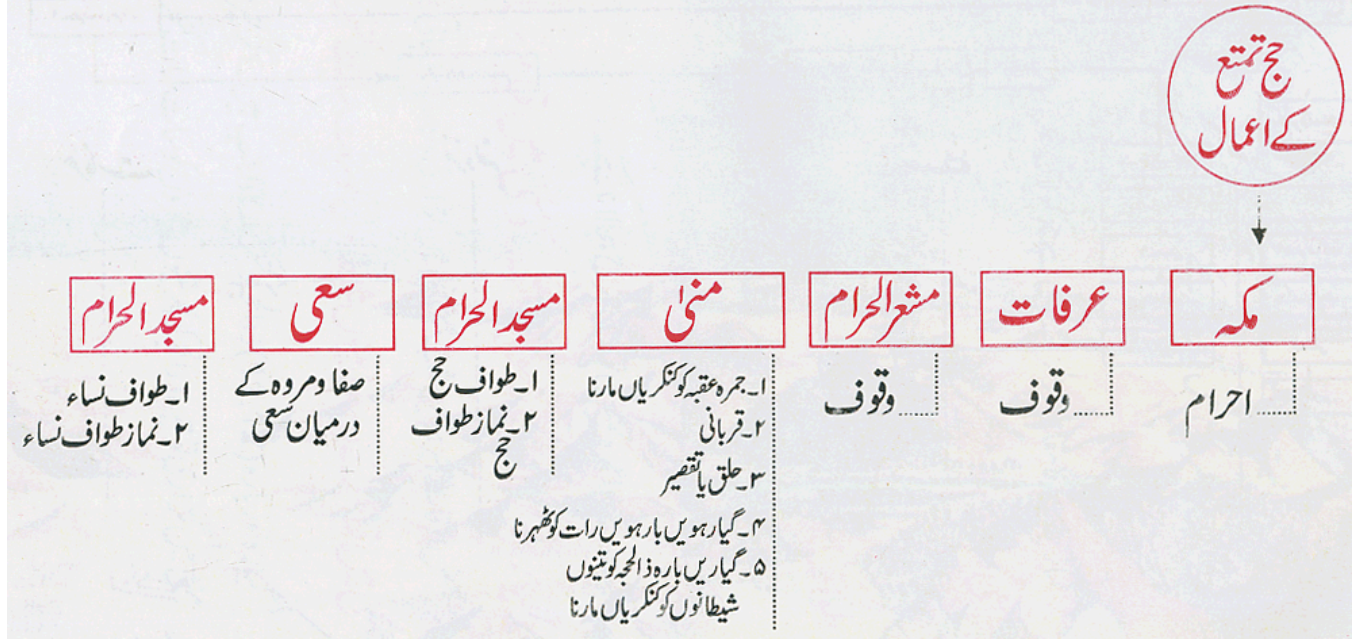 حج تمتع
کے اعمال
مکہ
احرام
عرفات
وقوف
مشعر الحرام
وقوف
منیٰ
۱۔ جمرہ عقبہ کو کنکریاں مارنا
۲۔ قربانی
۳۔ حلق یا تقصیر
۴۔ گیارہویں بارہویں رات کو ٹھہرنا
۵۔ گیاریں بارہ ذالحجہ کو تینوں
شیطانوں کو کنکریاں مارنا
مسجد الحرام
۱۔ طواف حج
۲۔ نماز طواف
حج
سعی
صفا و مروہ کے
درمیان سعی
مسجد الحرام
۱۔ طواف نساء
۲۔ نماز طواف نساء